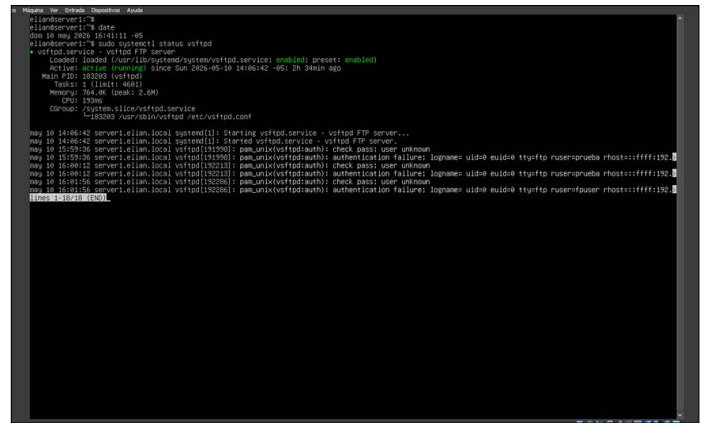 Máquina Ver Entrada Dispositivos Ayuda
elian@server1:~$
elian@server1:~$ date
dom 10 may 2026 16:41:11 -05
elian@server1:~$ sudo systemctl status vsftpd
● vsftpd.service - vsftpd FTP server
Loaded: loaded (/usr/lib/systemd/system/vsftpd.service; enabled; preset: enabled)
Active: active (running) since Sun 2026-05-10 14:06:42 -05; 2h 34min ago
Main PID: 183203 (vsftpd)
Tasks: 1 (limit: 4601)
Memory: 764.0K (peak: 2.6M)
CPU: 193ms
CGroup: /system.slice/vsftpd.service
└─183203 /usr/sbin/vsftpd /etc/vsftpd.conf
may 10 14:06:42 server1.elian.local systemd[1]: Starting vsftpd.service - vsftpd FTP server...
may 10 14:06:42 server1.elian.local systemd[1]: Started vsftpd.service - vsftpd FTP server.
may 10 15:59:36 server1.elian.local vsftpd[191998]: pam_unix(vsftpd:auth): check pass; user unknown
may 10 15:59:36 server1.elian.local vsftpd[191998]: pam_unix(vsftpd:auth): authentication failure; logname= uid=0 euid=0 tty=ftp ruser=prueba rhost=::ffff:192.>
may 10 16:00:12 server1.elian.local vsftpd[192213]: pam_unix(vsftpd:auth): check pass; user unknown
may 10 16:00:12 server1.elian.local vsftpd[192213]: pam_unix(vsftpd:auth): authentication failure; logname= uid=0 euid=0 tty=ftp ruser=prueba rhost=::ffff:192.>
may 10 16:01:56 server1.elian.local vsftpd[192286]: pam_unix(vsftpd:auth): check pass; user unknown
may 10 16:01:56 server1.elian.local vsftpd[192286]: pam_unix(vsftpd:auth): authentication failure; logname= uid=0 euid=0 tty=ftp ruser=fpuser rhost=::ffff:192.>
lines 1-18/18 (END)